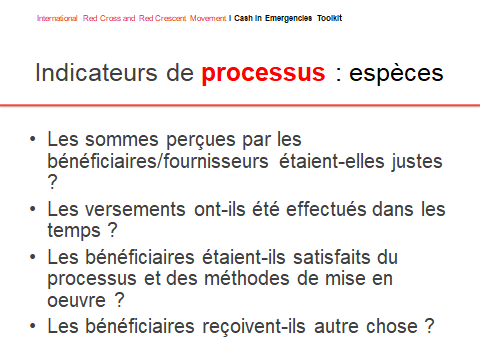 International Red Cross and Red Crescent Movement I Cash in Emergencies Toolkit
Indicateurs de processus : espèces
• Les sommes perçues par les
bénéficiaires/fournisseurs étaient-elles justes
?
• Les versements ont-ils été effectués dans les
temps ?
• Les bénéficiaires étaient-ils satisfaits du
processus et des méthodes de mise en
oeuvre ?
• Les bénéficiaires reçoivent-ils autre chose ?